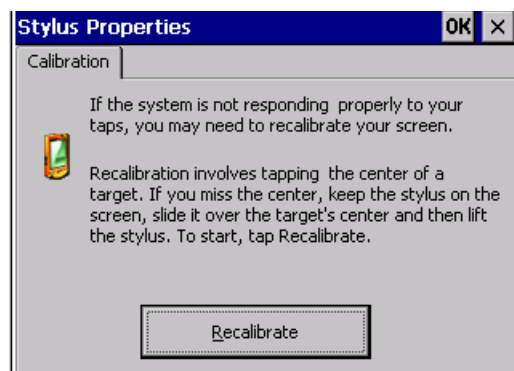 Stylus Properties OK ×
Calibration
If the system is not responding properly to your
taps, you may need to recalibrate your screen.
Recalibration involves tapping the center of a
target. If you miss the center, keep the stylus on the
screen, slide it over the target's center and then lift
the stylus. To start, tap Recalibrate.
Recalibrate